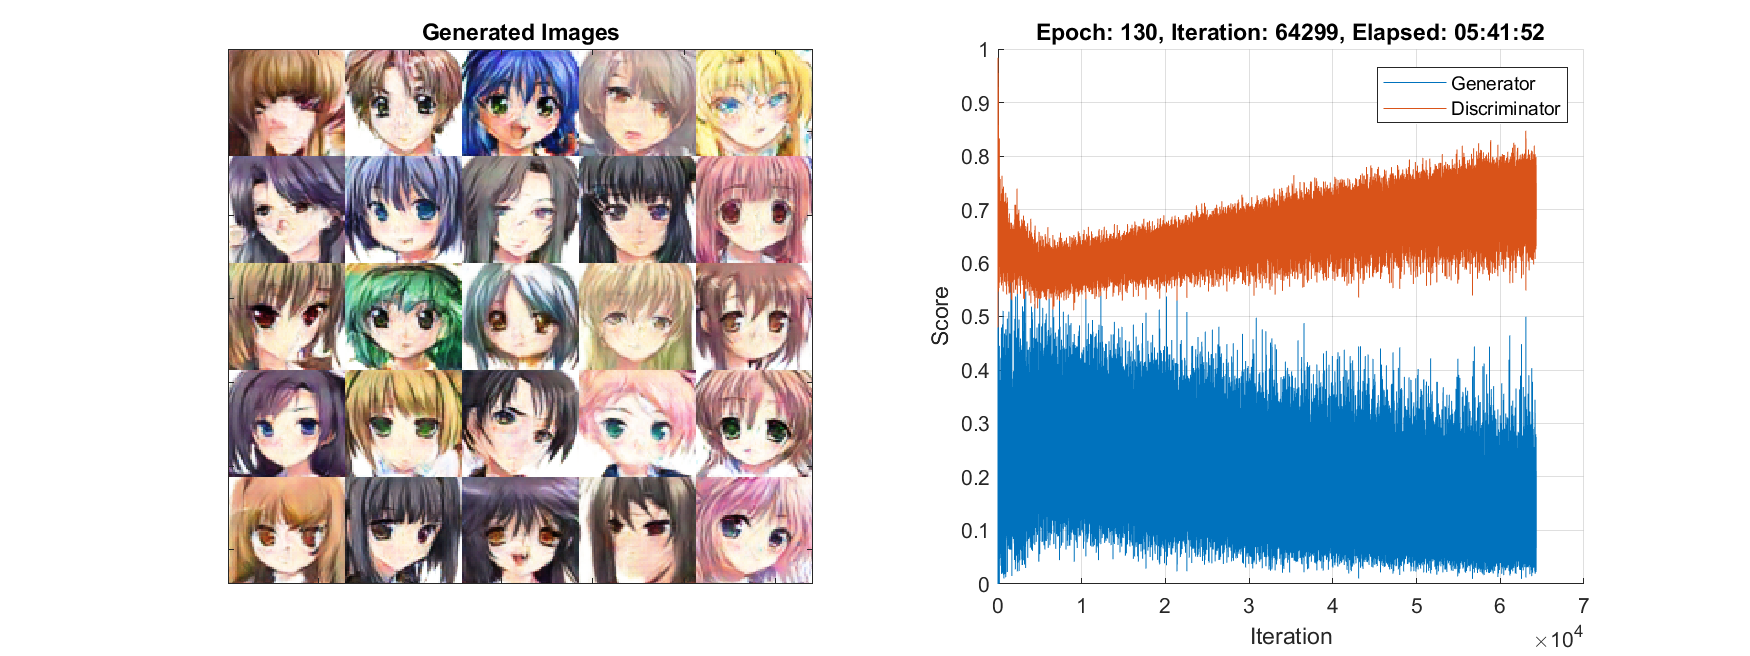 Generated Images
Epoch: 130, Iteration: 64299, Elapsed: 05:41:52
1
0.9
0.8
0.7
0.6
0.5
0.4
0.3
0.2
0.1
0
Score
Generator
Discriminator
0 1 2 3 4 5 6 7
Iteration
×10⁴